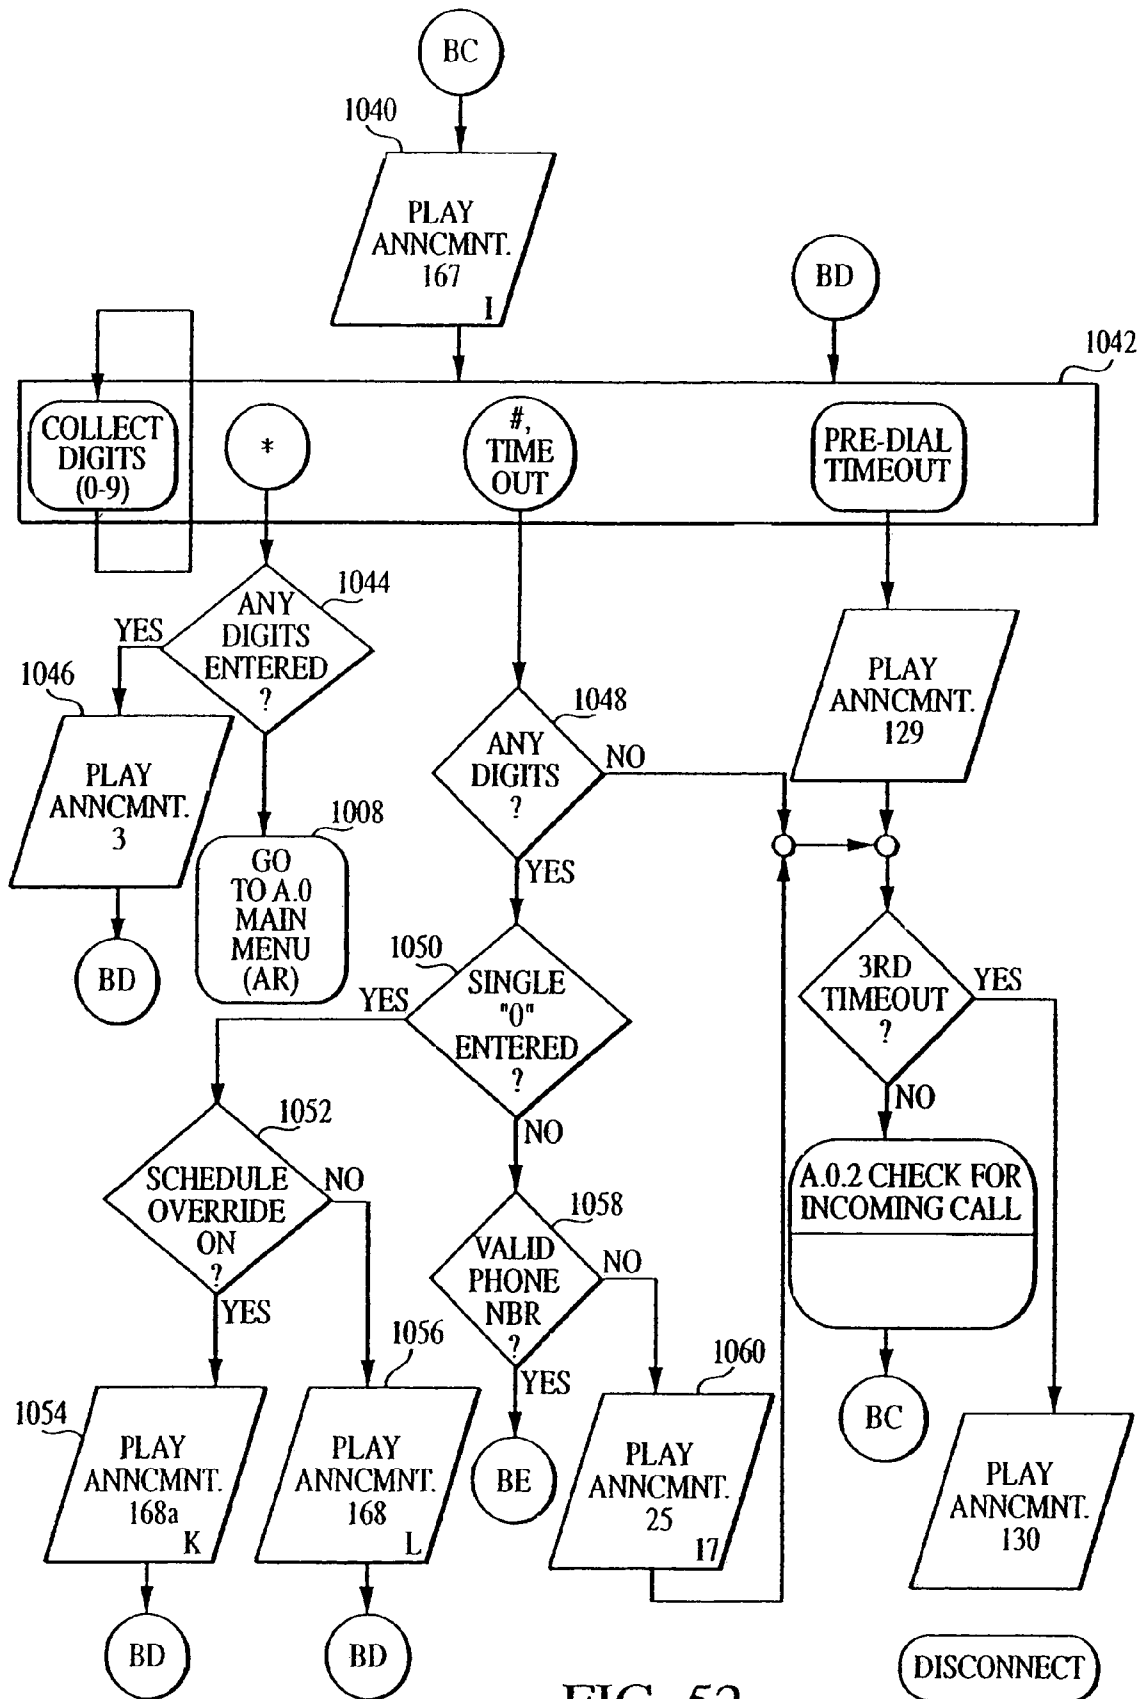 BC
1040
PLAY
ANNCMNT.
167
I
BD
1042
COLLECT
DIGITS
(0-9)
*
#,
TIME
OUT
PRE-DIAL
TIMEOUT
1044
ANY
DIGITS
ENTERED
?
YES
1046
PLAY
ANNCMNT.
3
BD
1008
GO
TO A.0
MAIN
MENU
(AR)
1048
ANY
DIGITS
?
NO
YES
PLAY
ANNCMNT.
129
1050
SINGLE
"0"
ENTERED
?
YES
NO
3RD
TIMEOUT
?
YES
NO
A.0.2 CHECK FOR
INCOMING CALL
BC
1052
SCHEDULE
OVERRIDE
ON
?
NO
YES
1058
VALID
PHONE
NBR
?
NO
YES
1054
PLAY
ANNCMNT.
168a
K
BD
1056
PLAY
ANNCMNT.
168
L
BD
BE
1060
PLAY
ANNCMNT.
25
17
PLAY
ANNCMNT.
130
DISCONNECT
FIG. 52